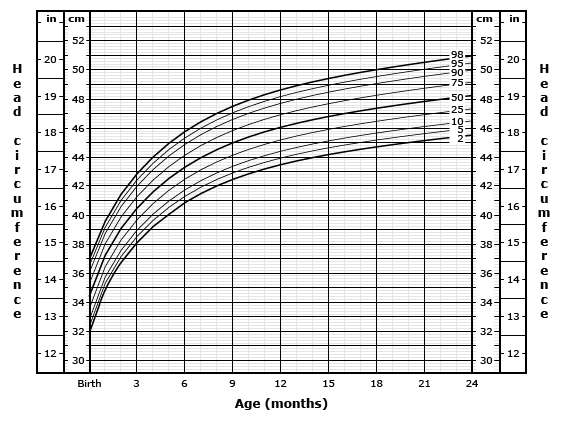 in cm cm in
52 52
98
20 95 20
50 90 50
75
19 48 50 48 19
25
46 10 46
18 5 18
2
44 44
17 42 42 17
16 40 40 16
15 38 38 15
36 36
14 34 34 14
13 32 32 13
12 30 30 12
Birth 3 6 9 12 15 18 21 24
Age (months)
Head circumference
Head circumference